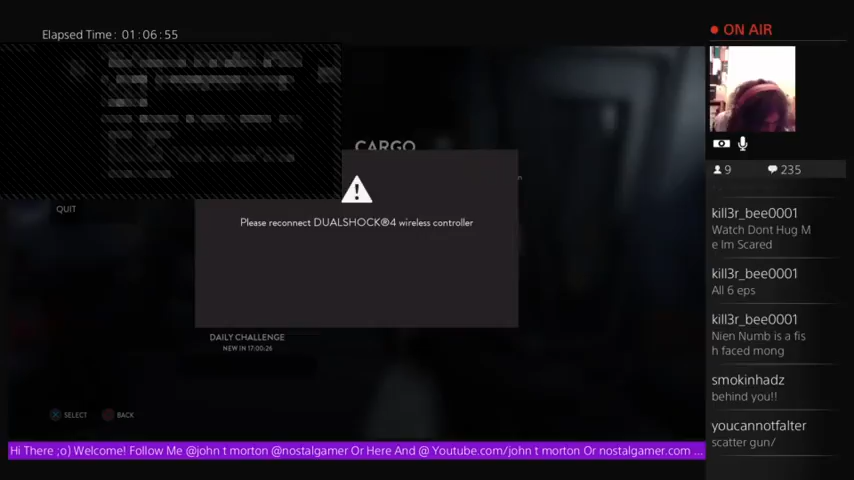 Elapsed Time: 01:06:55
ON AIR
CARGO
Please reconnect DUALSHOCK®4 wireless controller
QUIT
DAILY CHALLENGE
NEW IN 17:00:26
SELECT
BACK
9
235
kill3r_bee0001
Watch Dont Hug M
e Im Scared
kill3r_bee0001
All 6 eps
kill3r_bee0001
Nien Numb is a fis
h faced mong
smokinhadz
behind you!!
youcannotfalter
scatter gun/
Hi There ;o) Welcome! Follow Me @john t morton @nostalgamer Or Here And @ Youtube.com/john t morton Or nostalgamer.com ...